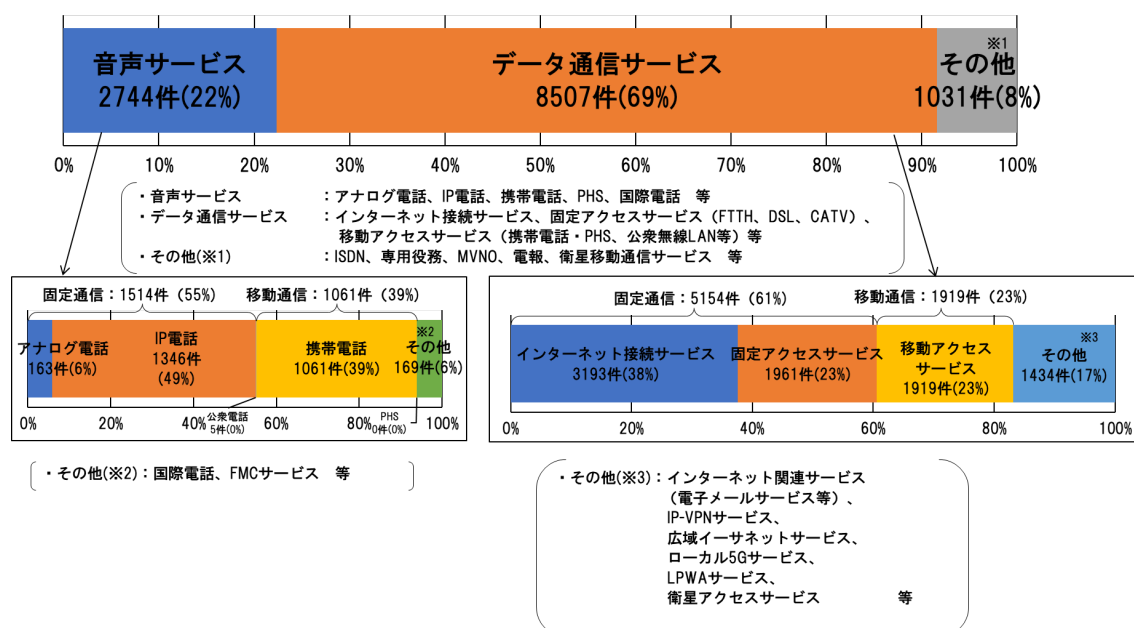 0% 10% 20% 30% 40% 50% 60% 70% 80% 90% 100%
音声サービス
2744件(22%)
データ通信サービス
8507件(69%)
※1
その他
1031件(8%)
0% 10% 20% 30% 40% 50% 60% 70% 80% 90% 100%
・音声サービス　：アナログ電話、IP電話、携帯電話、PHS、国際電話　等
・データ通信サービス　：インターネット接続サービス、固定アクセスサービス（FTTH、DSL、CATV）、
移動アクセスサービス（携帯電話・PHS、公衆無線LAN等）等
・その他(※1)　：ISDN、専用役務、MVNO、電報、衛星移動通信サービス　等
固定通信：1514件（55%）
移動通信：1061件（39%）
アナログ電話
163件(6%)
IP電話
1346件
(49%)
携帯電話
1061件(39%)
※2
その他
169件(6%)
公衆電話
5件(0%)
PHS
0件(0%)
0% 20% 40% 60% 80% 100%
・その他(※2)：国際電話、FMCサービス　等
固定通信：5154件（61%）
移動通信：1919件（23%）
インターネット接続サービス
3193件(38%)
固定アクセスサービス
1961件(23%)
移動アクセス
サービス
1919件(23%)
※3
その他
1434件(17%)
0% 20% 40% 60% 80% 100%
・その他(※3)：インターネット関連サービス
（電子メールサービス等）、
IP-VPNサービス、
広域イーサネットサービス、
ローカル5Gサービス、
LPWAサービス、
衛星アクセスサービス　等